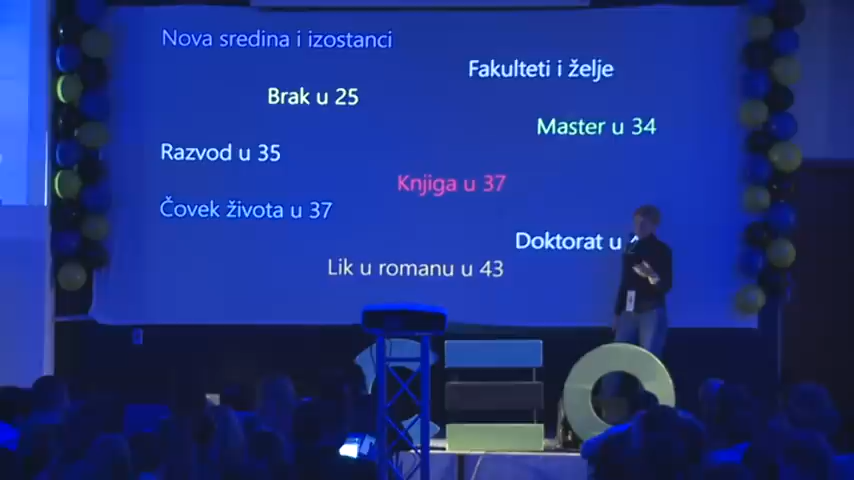 Nova sredina i izostanci
Fakulteti i želje
Brak u 25
Master u 34
Razvod u 35
Knjiga u 37
Čovek života u 37
Doktorat u
Lik u romanu u 43